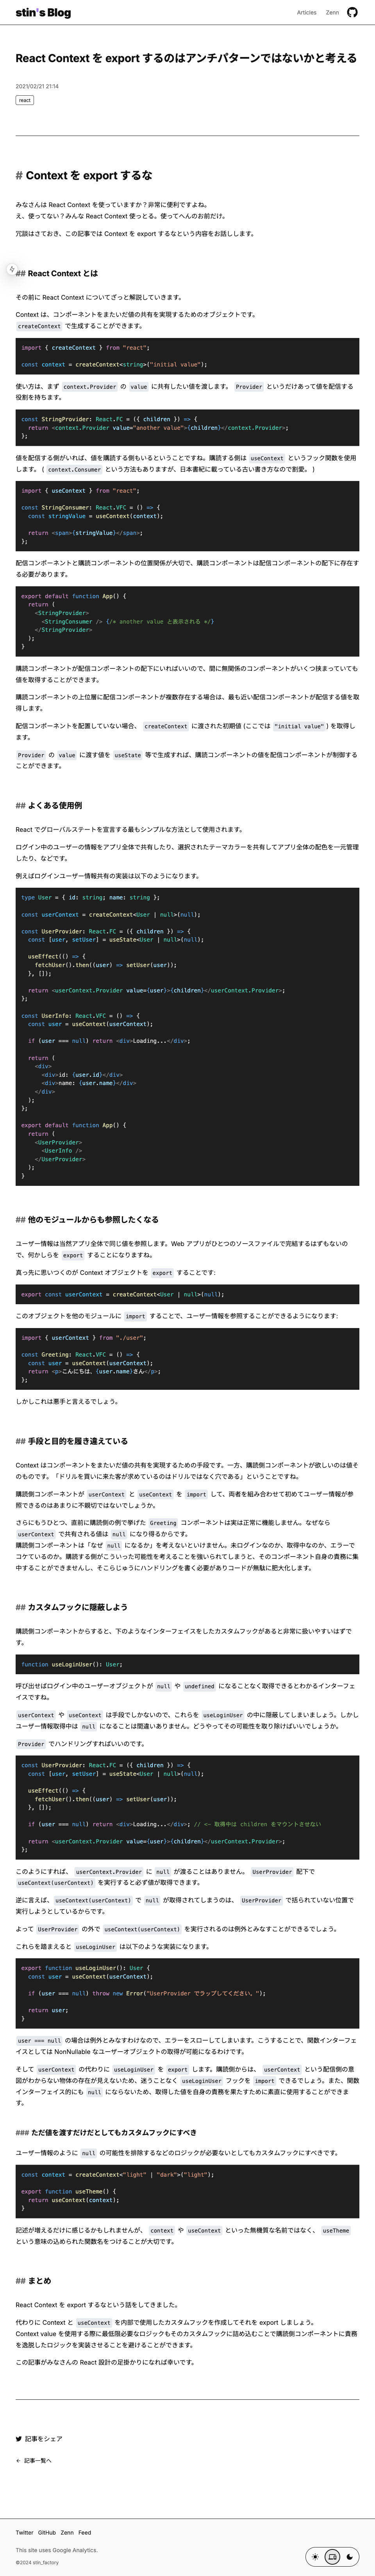 stin's Blog
Articles
Zenn
React Context を export するのはアンチパターンではないかと考える
2021/02/21 21:14
react
# Context を export するな
みなさんは React Context を使っていますか？非常に便利ですよね。
え、使ってない？みんな React Context 使っとる。使ってへんのお前だけ。
冗談はさておき、この記事では Context を export するなという内容をお話しします。
## React Context とは
その前に React Context についてざっと解説していきます。
Context は、コンポーネントをまたいだ値の共有を実現するためのオブジェクトです。
createContext で生成することができます。
import { createContext } from "react";
const context = createContext<string>("initial value");
使い方は、まず context.Provider の value に共有したい値を渡します。 Provider というだけあって値を配信する
役割を持ちます。
const StringProvider: React.FC = ({ children }) => {
  return <context.Provider value="another value">{children}</context.Provider>;
};
値を配信する側がいれば、値を購読する側もいるということですね。購読する側は useContext というフック関数を使用
します。 ( context.Consumer という方法もありますが、日本書紀に載っている古い書き方なので割愛。 )
import { useContext } from "react";
const StringConsumer: React.VFC = () => {
  const stringValue = useContext(context);
  return <span>{stringValue}</span>;
};
配信コンポーネントと購読コンポーネントの位置関係が大切で、購読コンポーネントは配信コンポーネントの配下に存在す
る必要があります。
export default function App() {
  return (
    <StringProvider>
      <StringConsumer /> {/* another value と表示される */}
    </StringProvider>
  );
}
購読コンポーネントが配信コンポーネントの配下にいればいいので、間に無関係のコンポーネントがいくつ挟まっていても
値を取得することができます。
購読コンポーネントの上位層に配信コンポーネントが複数存在する場合は、最も近い配信コンポーネントが配信する値を取
得します。
配信コンポーネントを配置していない場合、 createContext に渡された初期値 (ここでは "initial value" ) を取得し
ます。
Provider の value に渡す値を useState 等で生成すれば、購読コンポーネントの値を配信コンポーネントが制御する
ことができます。
## よくある使用例
React でグローバルステートを宣言する最もシンプルな方法として使用されます。
ログイン中のユーザーの情報をアプリ全体で共有したり、選択されたテーマカラーを共有してアプリ全体の配色を一元管理
したり、などです。
例えばログインユーザー情報共有の実装は以下のようになります。
type User = { id: string; name: string };
const userContext = createContext<User | null>(null);
const UserProvider: React.FC = ({ children }) => {
  const [user, setUser] = useState<User | null>(null);
  useEffect(() => {
    fetchUser().then((user) => setUser(user));
  }, []);
  return <userContext.Provider value={user}>{children}</userContext.Provider>;
};
const UserInfo: React.VFC = () => {
  const user = useContext(userContext);
  if (user === null) return <div>Loading...</div>;
  return (
    <div>
      <div>id: {user.id}</div>
      <div>name: {user.name}</div>
    </div>
  );
};
export default function App() {
  return (
    <UserProvider>
      <UserInfo />
    </UserProvider>
  );
}
## 他のモジュールからも参照したくなる
ユーザー情報は当然アプリ全体で同じ値を参照します。Web アプリがひとつのソースファイルで完結するはずもないの
で、何かしらを export することになりますね。
真っ先に思いつくのが Context オブジェクトを export することです:
export const userContext = createContext<User | null>(null);
このオブジェクトを他のモジュールに import することで、ユーザー情報を参照することができるようになります:
import { userContext } from "./user";
const Greeting: React.VFC = () => {
  const user = useContext(userContext);
  return <p>こんにちは、{user.name}さん</p>;
};
しかしこれは悪手と言えるでしょう。
## 手段と目的を履き違えている
Context はコンポーネントをまたいだ値の共有を実現するための手段です。一方、購読側コンポーネントが欲しいのは値そ
のものです。「ドリルを買いに来た客が求めているのはドリルではなく穴である」ということですね。
購読側コンポーネントが userContext と useContext を import して、両者を組み合わせて初めてユーザー情報が参
照できるのはあまりに不親切ではないでしょうか。
さらにもうひとつ、直前に購読側の例で挙げた Greeting コンポーネントは実は正常に機能しません。なぜなら
userContext で共有される値は null になり得るからです。
購読側コンポーネントは「なぜ null になるか」を考えないといけません。未ログインなのか、取得中なのか、エラーで
コケているのか。購読する側がこういった可能性を考えることを強いられてしまうと、そのコンポーネント自身の責務に集
中することができませんし、そこらじゅうにハンドリングを書く必要がありコードが無駄に肥大化します。
## カスタムフックに隠蔽しよう
購読側コンポーネントからすると、下のようなインターフェイスをしたカスタムフックがあると非常に扱いやすいはずで
す。
function useLoginUser(): User;
呼び出せばログイン中のユーザーオブジェクトが null や undefined になることなく取得できるとわかるインターフェ
イスですね。
userContext や useContext は手段でしかないので、これらを useLoginUser の中に隠蔽してしまいましょう。しかし
ユーザー情報取得中は null になることは間違いありません。どうやってその可能性を取り除けばいいでしょうか。
Provider でハンドリングすればいいのです。
const UserProvider: React.FC = ({ children }) => {
  const [user, setUser] = useState<User | null>(null);
  useEffect(() => {
    fetchUser().then((user) => setUser(user));
  }, []);
  if (user === null) return <div>Loading...</div>; // <- 取得中は children をマウントさせない
  return <userContext.Provider value={user}>{children}</userContext.Provider>;
};
このようにすれば、 userContext.Provider に null が渡ることはありません。 UserProvider 配下で
useContext(userContext) を実行すると必ず値が取得できます。
逆に言えば、 useContext(userContext) で null が取得されてしまうのは、 UserProvider で括られていない位置で
実行しようとしているからです。
よって UserProvider の外で useContext(userContext) を実行されるのは例外とみなすことができるでしょう。
これらを踏まえると useLoginUser は以下のような実装になります。
export function useLoginUser(): User {
  const user = useContext(userContext);
  if (user === null) throw new Error("UserProvider でラップしてください。");
  return user;
}
user === null の場合は例外とみなすわけなので、エラーをスローしてしまいます。こうすることで、関数インターフェ
イスとしては NonNullable なユーザーオブジェクトの取得が可能になるわけです。
そして userContext の代わりに useLoginUser を export します。購読側からは、 userContext という配信側の意
図がわからない物体の存在が見えないため、迷うことなく useLoginUser フックを import できるでしょう。また、関数
インターフェイス的にも null にならないため、取得した値を自身の責務を果たすために素直に使用することができま
す。
### ただ値を渡すだけだとしてもカスタムフックにすべき
ユーザー情報のように null の可能性を排除するなどのロジックが必要ないとしてもカスタムフックにすべきです。
const context = createContext<"light" | "dark">("light");
export function useTheme() {
  return useContext(context);
}
記述が増えるだけに感じるかもしれませんが、 context や useContext といった無機質な名前ではなく、 useTheme
という意味の込められた関数名をつけることが大切です。
## まとめ
React Context を export するなという話をしてきました。
代わりに Context と useContext を内部で使用したカスタムフックを作成してそれを export しましょう。
Context value を使用する際に最低限必要なロジックもそのカスタムフックに詰め込むことで購読側コンポーネントに責務
を逸脱したロジックを実装させることを避けることができます。
この記事がみなさんの React 設計の足掛かりになれば幸いです。
記事をシェア
← 記事一覧へ
Twitter GitHub Zenn Feed
This site uses Google Analytics.
©2024 stin_factory